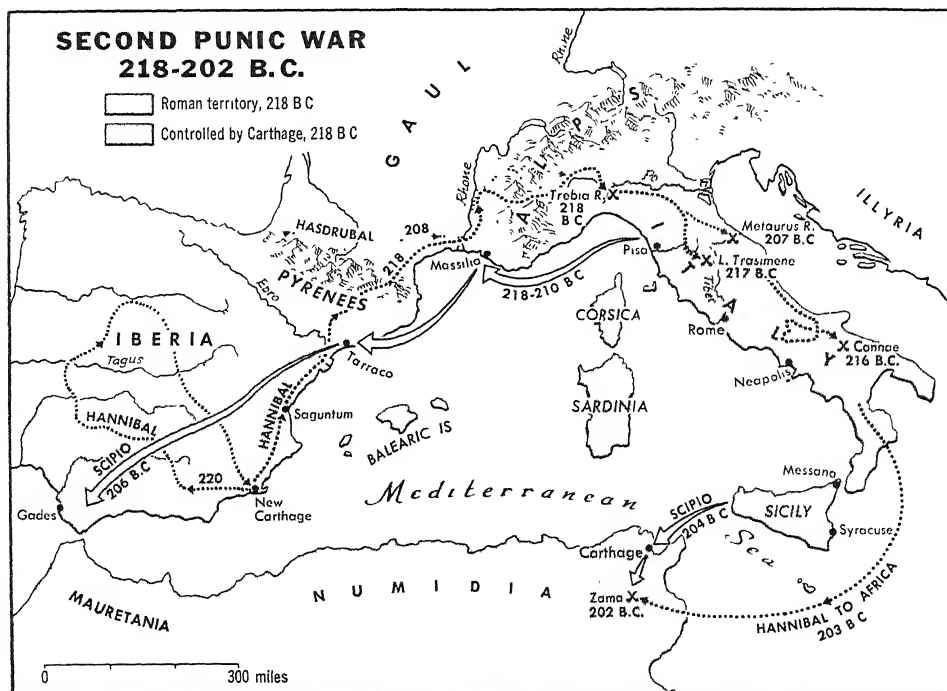 SECOND PUNIC WAR
218-202 B.C.
Roman territory, 218 B C
Controlled by Carthage, 218 B C
GAUL
Rhine
ALPS
Rhone
Po
Trebia R.
218
B C
ILLYRIA
Metaurus R.
207 B.C
HASDRUBAL
208
218
PYRENEES
Ebro
Massilia
Pisa
L. Trasimene
217 B.C
218-210 B.C
ITALY
Tiber
CORSICA
Rome
Cannae
216 B.C.
Neapolis
IBERIA
Tagus
Tarraco
HANNIBAL
Saguntum
HANNIBAL
BALEARIC IS
SARDINIA
SCIPIO
206 B.C
220
New
Carthage
Gades
Mediterranean
Sea
Messana
SICILY
Syracuse
SCIPIO
204 B C
Carthage
Zama
202 B.C.
NUMIDIA
MAURETANIA
HANNIBAL TO AFRICA
203 B C
0 300 miles